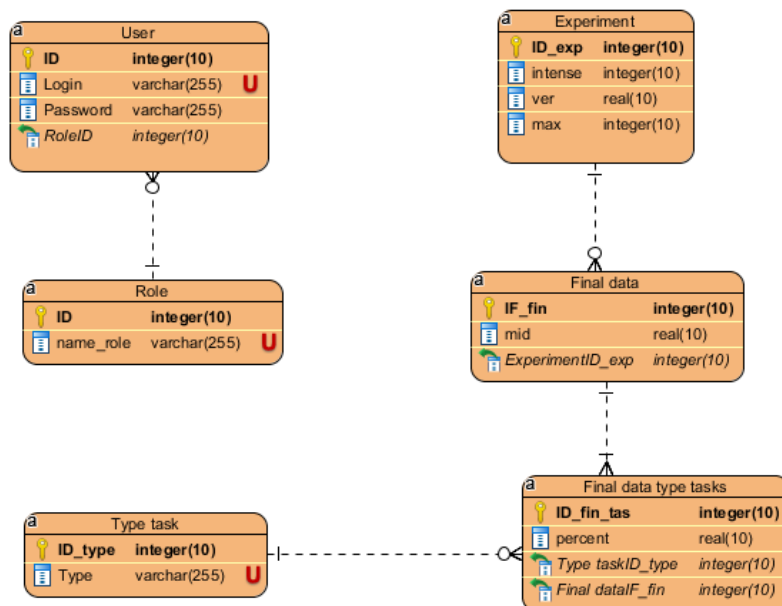 a
User
ID integer(10)
Login varchar(255) U
Password varchar(255)
RoleID integer(10)
a
Role
ID integer(10)
name_role varchar(255) U
a
Type task
ID_type integer(10)
Type varchar(255) U
a
Experiment
ID_exp integer(10)
intense integer(10)
ver real(10)
max integer(10)
a
Final data
IF_fin integer(10)
mid real(10)
ExperimentID_exp integer(10)
a
Final data type tasks
ID_fin_tas integer(10)
percent real(10)
Type taskID_type integer(10)
Final dataIF_fin integer(10)